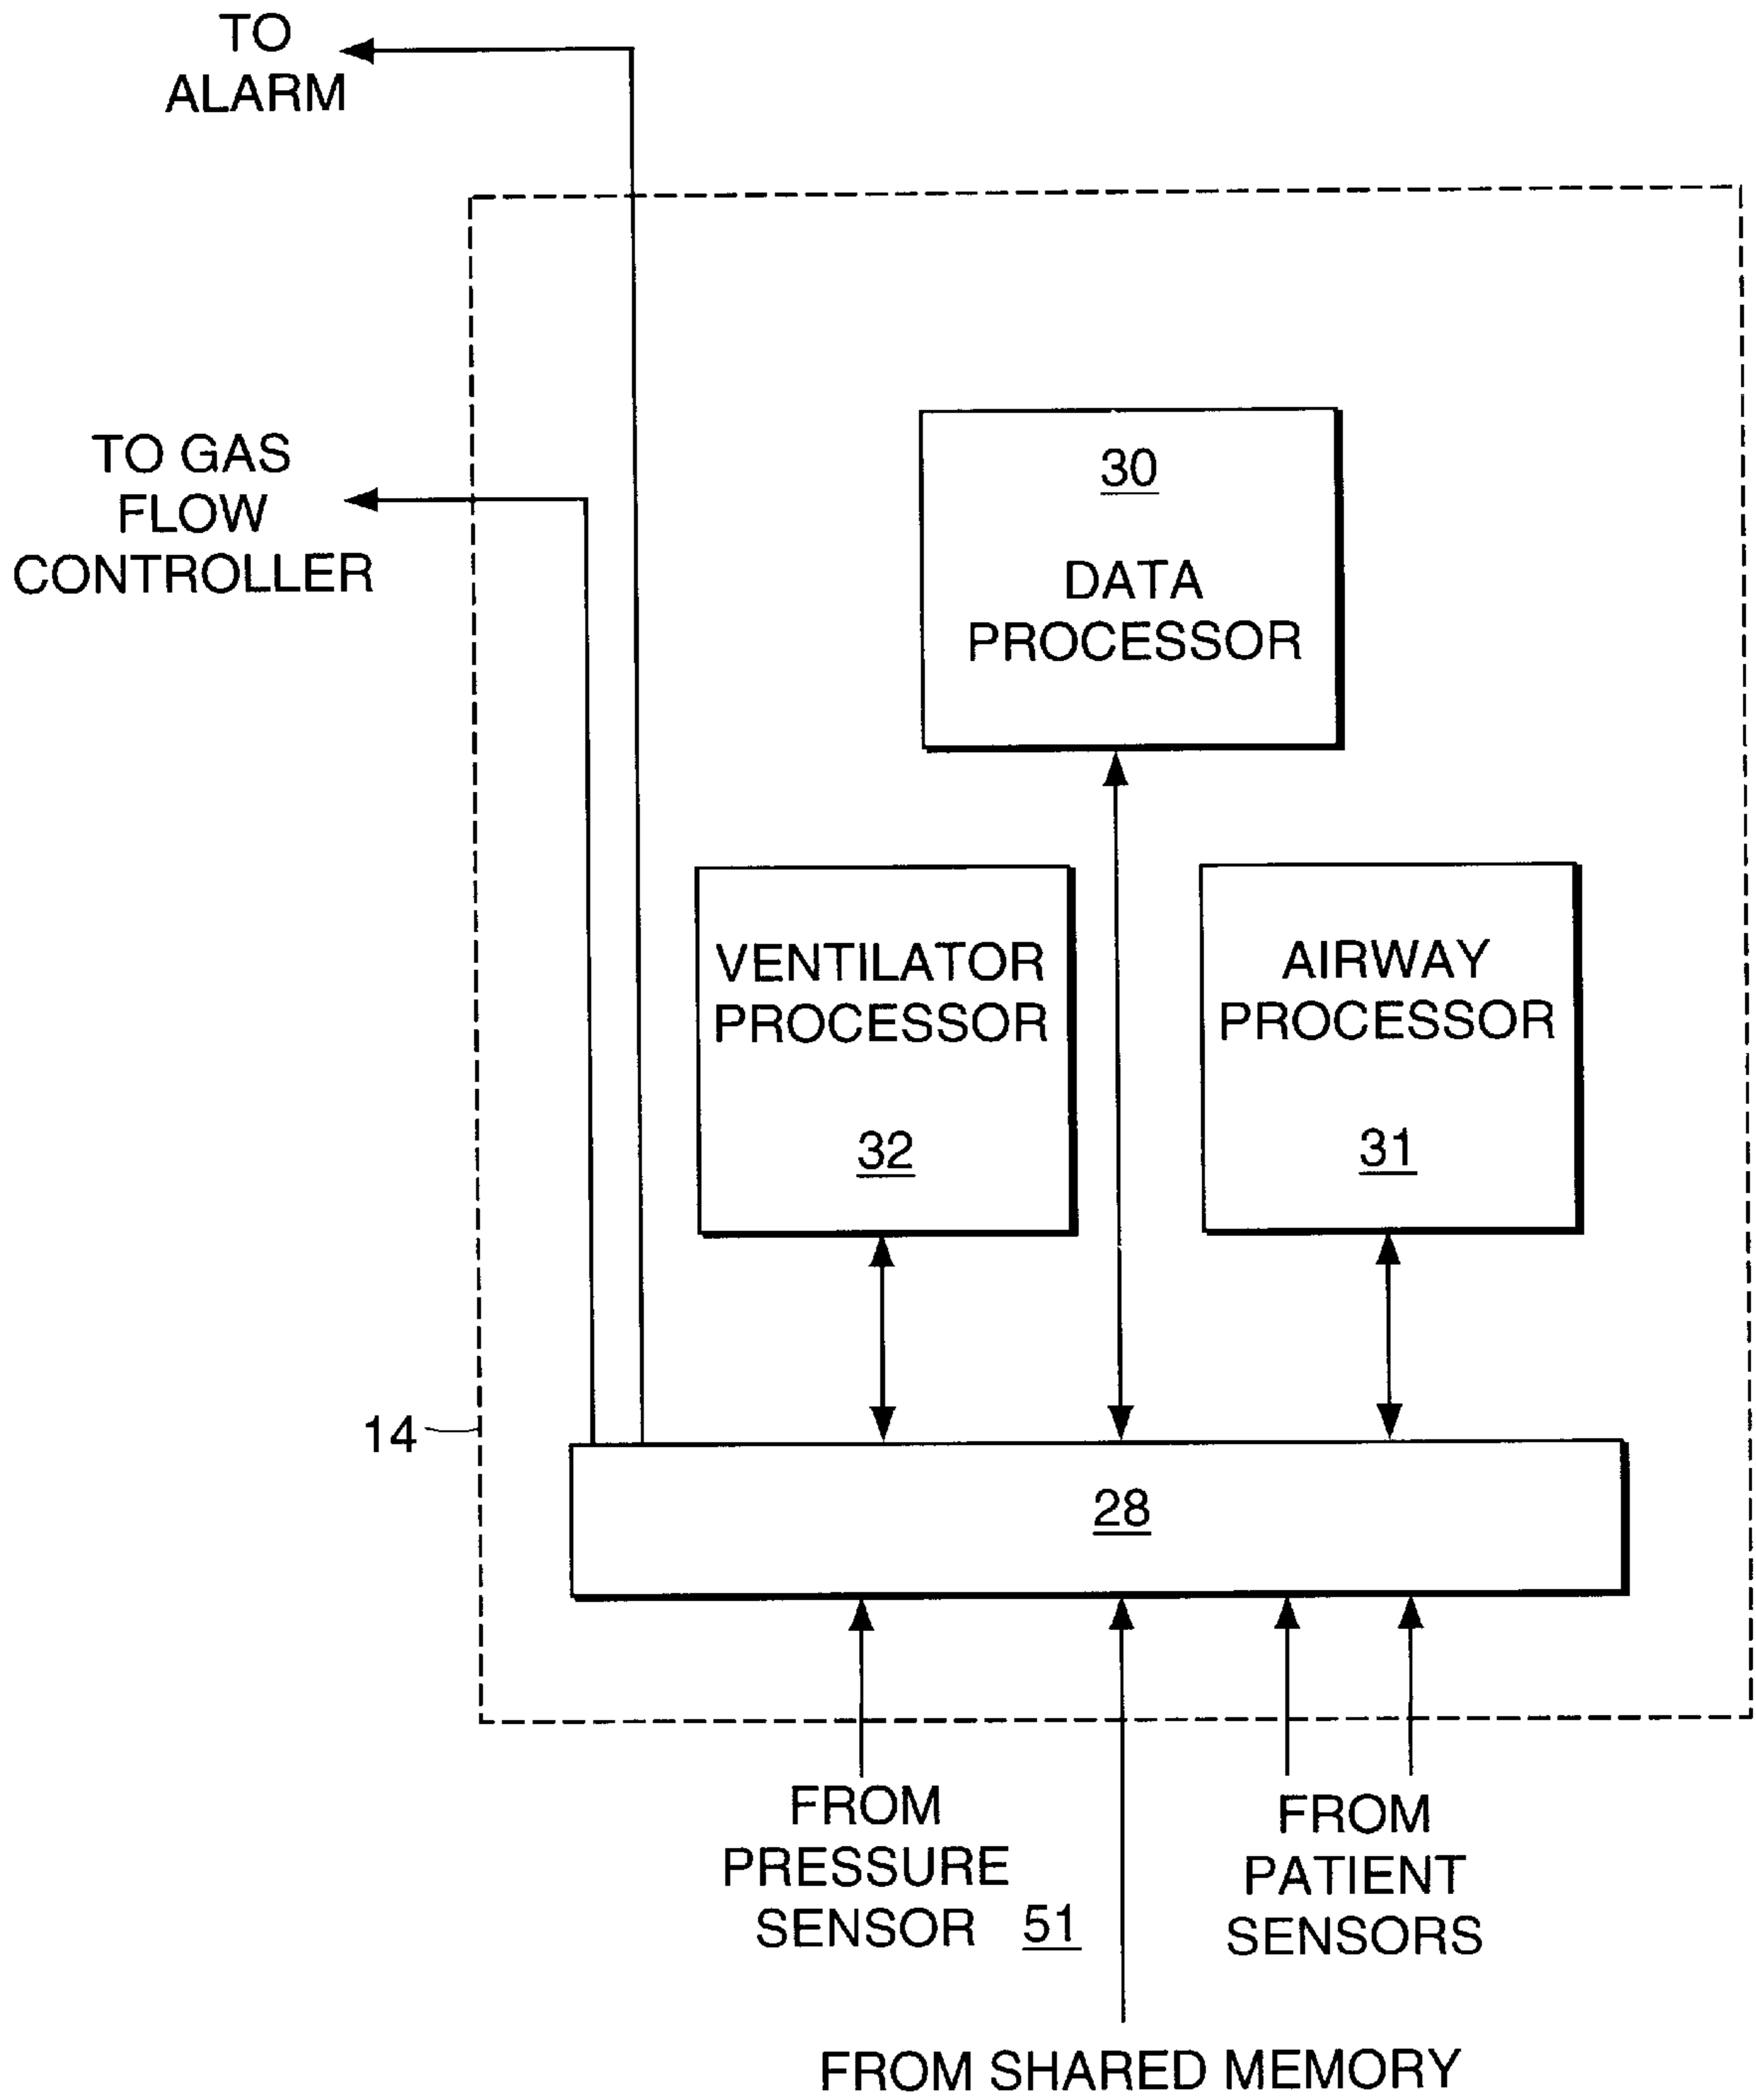 TO
ALARM
TO GAS
FLOW
CONTROLLER
30
DATA
PROCESSOR
VENTILATOR
PROCESSOR
32
AIRWAY
PROCESSOR
31
14
28
FROM
PRESSURE
SENSOR 51
FROM
PATIENT
SENSORS
FROM SHARED MEMORY